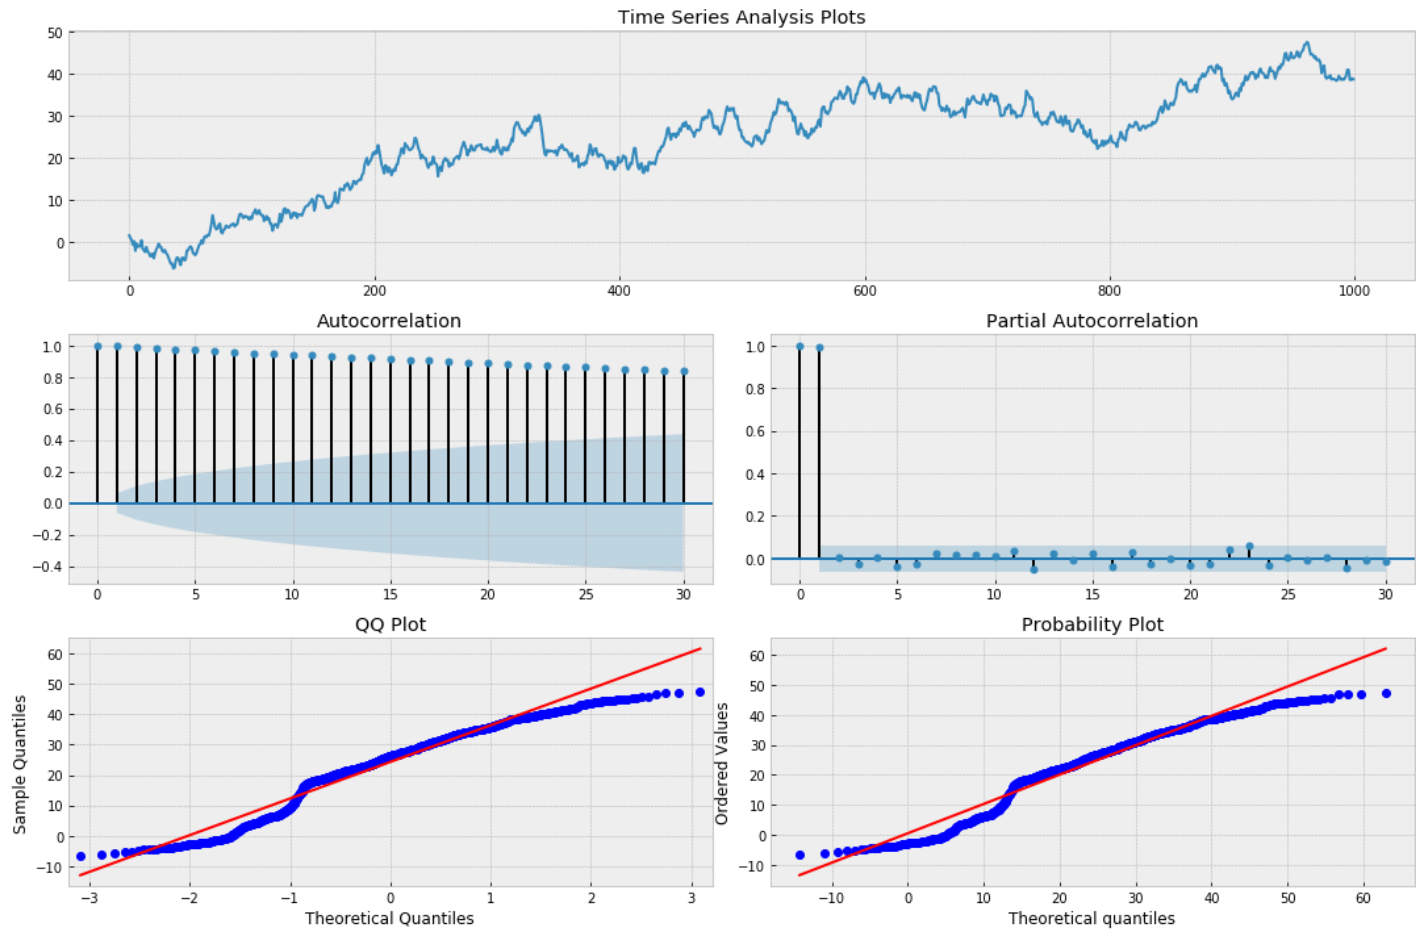 Time Series Analysis Plots
50
40
30
20
10
0
0 200 400 600 800 1000
Autocorrelation
1.0
0.8
0.6
0.4
0.2
0.0
−0.2
−0.4
0 5 10 15 20 25 30
Partial Autocorrelation
1.0
0.8
0.6
0.4
0.2
0.0
0 5 10 15 20 25 30
QQ Plot
Sample Quantiles
60
50
40
30
20
10
0
−10
−3 −2 −1 0 1 2 3
Theoretical Quantiles
Probability Plot
Ordered Values
60
50
40
30
20
10
0
−10
−10 0 10 20 30 40 50 60
Theoretical quantiles